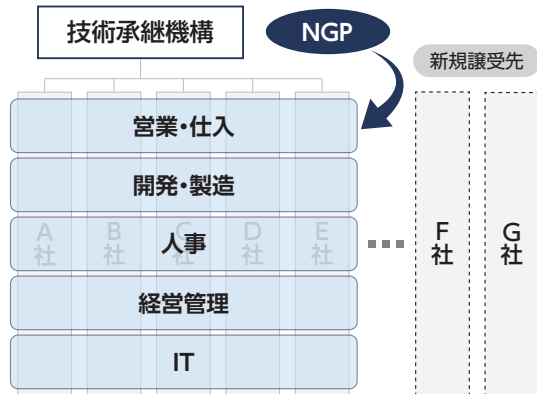 技術承継機構
NGP
新規譲受先
営業・仕入
開発・製造
A社
B社
C社
D社
E社
人事
F社
G社
経営管理
IT